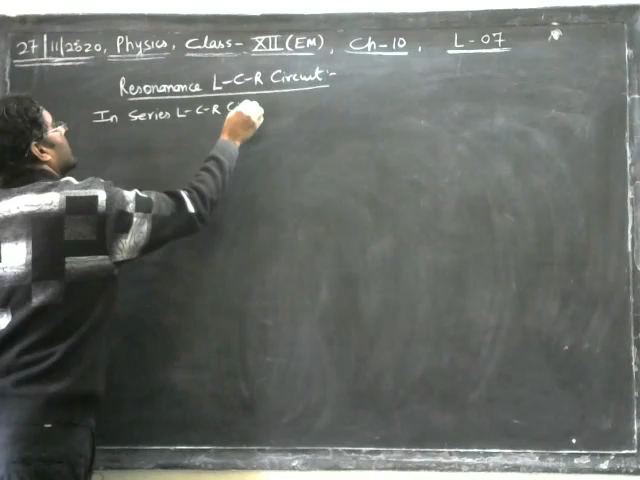 27|11|2020, Physics, Class- XII (EM), Ch-10, L-07
Resonanance L-C-R Circuit:-
In Series L-C-R C